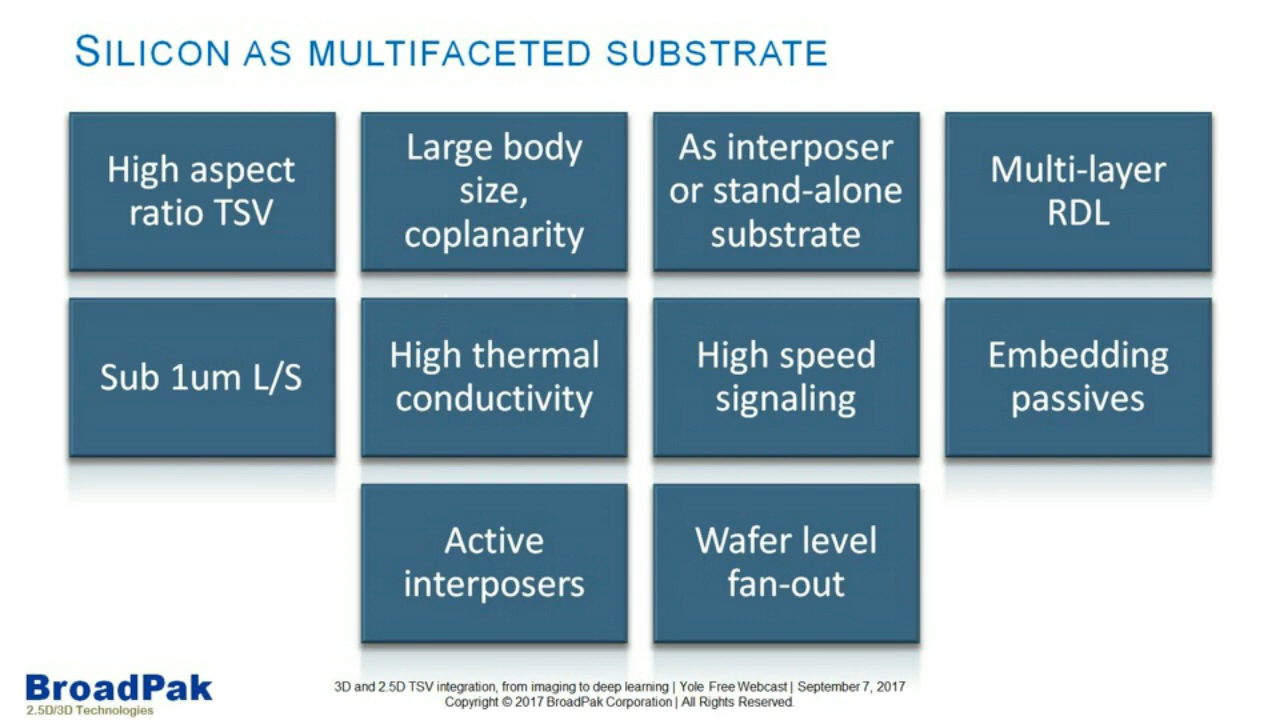 SILICON AS MULTIFACETED SUBSTRATE
High aspect
ratio TSV
Large body
size,
coplanarity
As interposer
or stand-alone
substrate
Multi-layer
RDL
Sub 1um L/S
High thermal
conductivity
High speed
signaling
Embedding
passives
Active
interposers
Wafer level
fan-out
BroadPak
2.5D/3D Technologies
3D and 2.5D TSV integration, from imaging to deep learning | Yole Free Webcast | September 7, 2017
Copyright © 2017 BroadPak Corporation | All Rights Reserved.